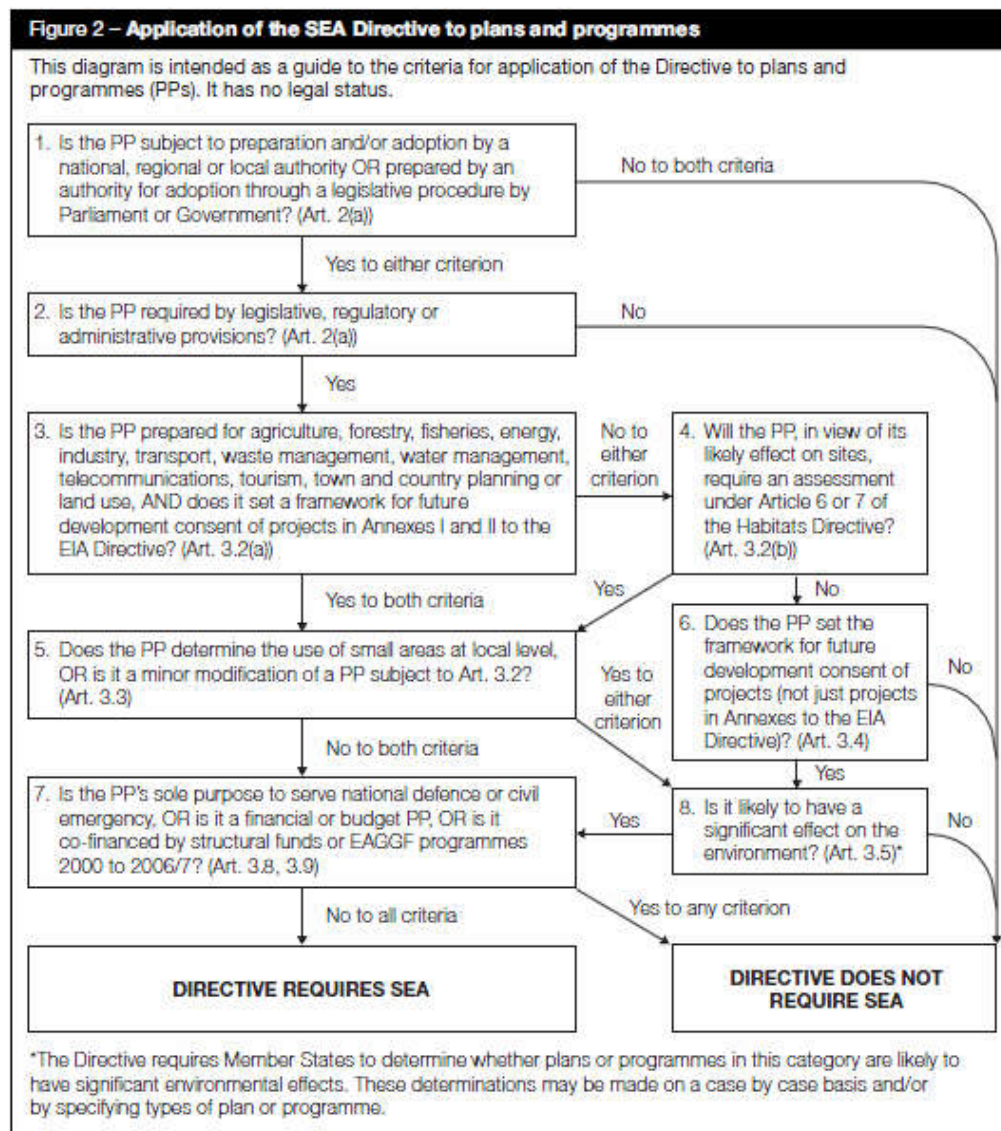 Figure 2 – Application of the SEA Directive to plans and programmes
This diagram is intended as a guide to the criteria for application of the Directive to plans and
programmes (PPs). It has no legal status.
1. Is the PP subject to preparation and/or adoption by a
national, regional or local authority OR prepared by an
authority for adoption through a legislative procedure by
Parliament or Government? (Art. 2(a))
No to both criteria
Yes to either criterion
2. Is the PP required by legislative, regulatory or
administrative provisions? (Art. 2(a))
No
Yes
3. Is the PP prepared for agriculture, forestry, fisheries, energy,
industry, transport, waste management, water management,
telecommunications, tourism, town and country planning or
land use, AND does it set a framework for future
development consent of projects in Annexes I and II to the
EIA Directive? (Art. 3.2(a))
No to
either
criterion
4. Will the PP, in view of its
likely effect on sites,
require an assessment
under Article 6 or 7 of
the Habitats Directive?
(Art. 3.2(b))
Yes to both criteria
Yes
No
5. Does the PP determine the use of small areas at local level,
OR is it a minor modification of a PP subject to Art. 3.2?
(Art. 3.3)
Yes to
either
criterion
6. Does the PP set the
framework for future
development consent of
projects (not just projects
in Annexes to the EIA
Directive)? (Art. 3.4)
No
No to both criteria
Yes
7. Is the PP's sole purpose to serve national defence or civil
emergency, OR is it a financial or budget PP, OR is it
co-financed by structural funds or EAGGF programmes
2000 to 2006/7? (Art. 3.8, 3.9)
Yes
8. Is it likely to have a
significant effect on the
environment? (Art. 3.5)*
No
No to all criteria
Yes to any criterion
DIRECTIVE REQUIRES SEA
DIRECTIVE DOES NOT
REQUIRE SEA
*The Directive requires Member States to determine whether plans or programmes in this category are likely to
have significant environmental effects. These determinations may be made on a case by case basis and/or
by specifying types of plan or programme.